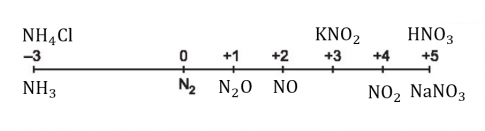 NH₄Cl KNO₂ HNO₃
–3 0 +1 +2 +3 +4 +5
NH₃ N₂ N₂O NO NO₂ NaNO₃